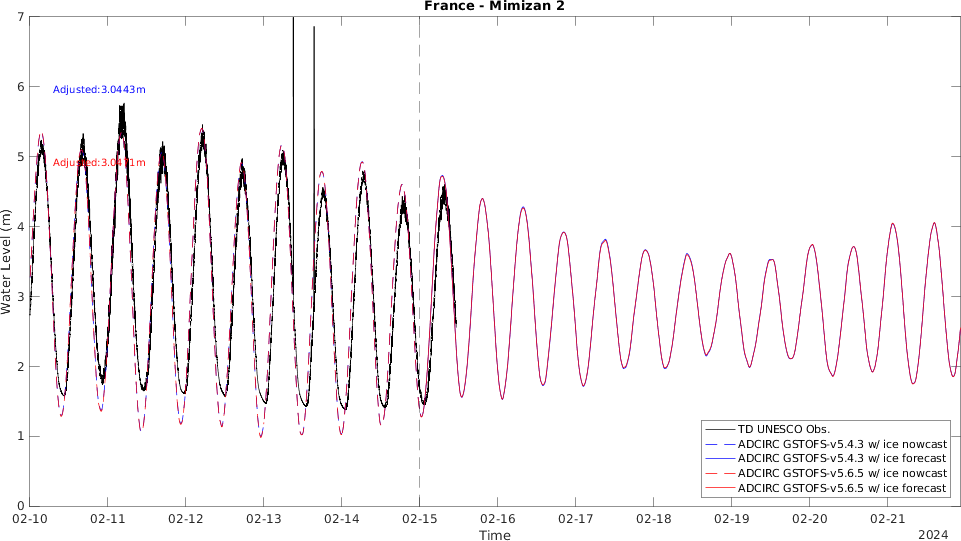 France - Mimizan 2
7
6
5
4
3
2
1
0
Water Level (m)
Adjusted:3.0443m
02-10
02-11
02-12
02-13
02-14
02-15
02-16
02-17
02-18
02-19
02-20
02-21
Time
2024
TD UNESCO Obs.
ADCIRC GSTOFS-v5.4.3 w/ ice nowcast
ADCIRC GSTOFS-v5.4.3 w/ ice forecast
ADCIRC GSTOFS-v5.6.5 w/ ice nowcast
ADCIRC GSTOFS-v5.6.5 w/ ice forecast